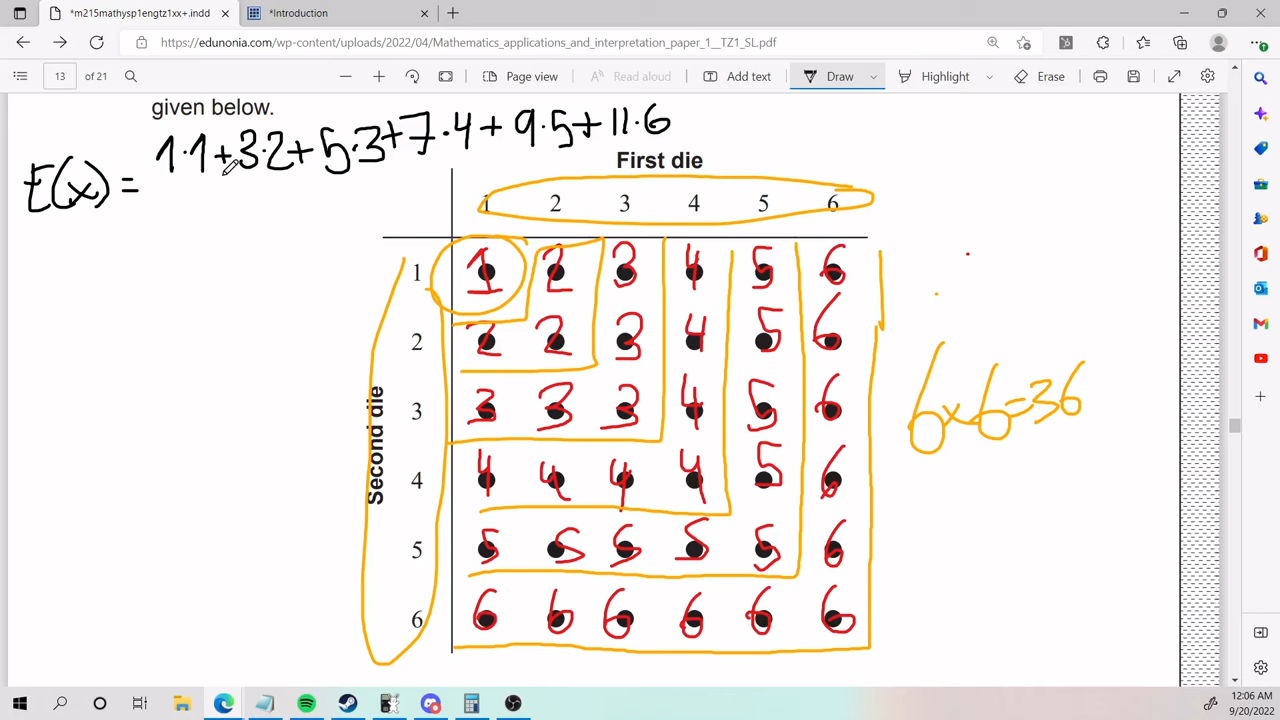 *m215mathysp1engtz1xx+.indd
*Introduction
https://edunonia.com/wp-content/uploads/2022/04/Mathematics_applications_and_interpretation_paper_1__TZ1_SL.pdf
13 of 21
Page view
Read aloud
Add text
Draw
Highlight
Erase
given below.
1·1+3·2+5·3+7·4+9·5+11·6
E(x) =
First die
1 2 3 4 5 6
Second die
1 1 2 3 4 5 6
2 2 2 3 4 5 6
3 3 3 3 4 5 6
4 4 4 4 4 5 6
5 5 5 5 5 5 6
6 6 6 6 6 6 6
6x6=36
12:06 AM
9/20/2022